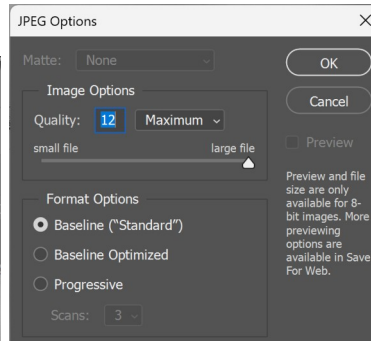 JPEG Options
Matte: None
OK
Image Options
Cancel
Quality: 12 Maximum
Preview
small file large file
Preview and file
size are only
available for 8-
bit images. More
previewing
options are
available in Save
For Web.
Format Options
Baseline (“Standard”)
Baseline Optimized
Progressive
Scans: 3